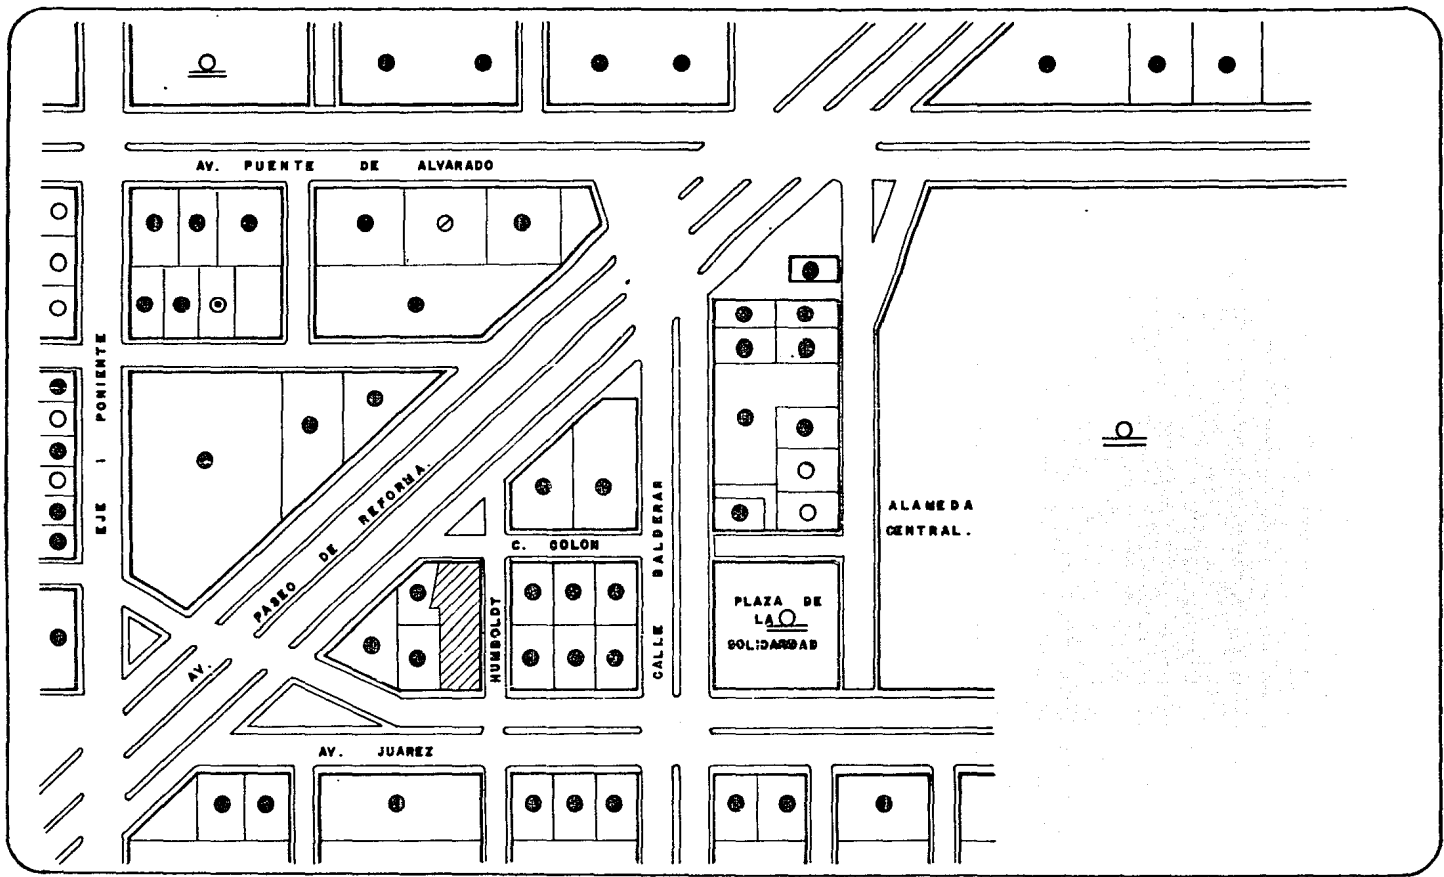 AV. PUENTE DE ALVARADO
EJE 1 PONIENTE
PASEO DE REFORMA.
AV.
ALAMEDA
CENTRAL.
C. COLON
CALLE BALDERAR
HUMBOLDT
PLAZA DE
LA
SOLIDARIDAD
AV. JUAREZ